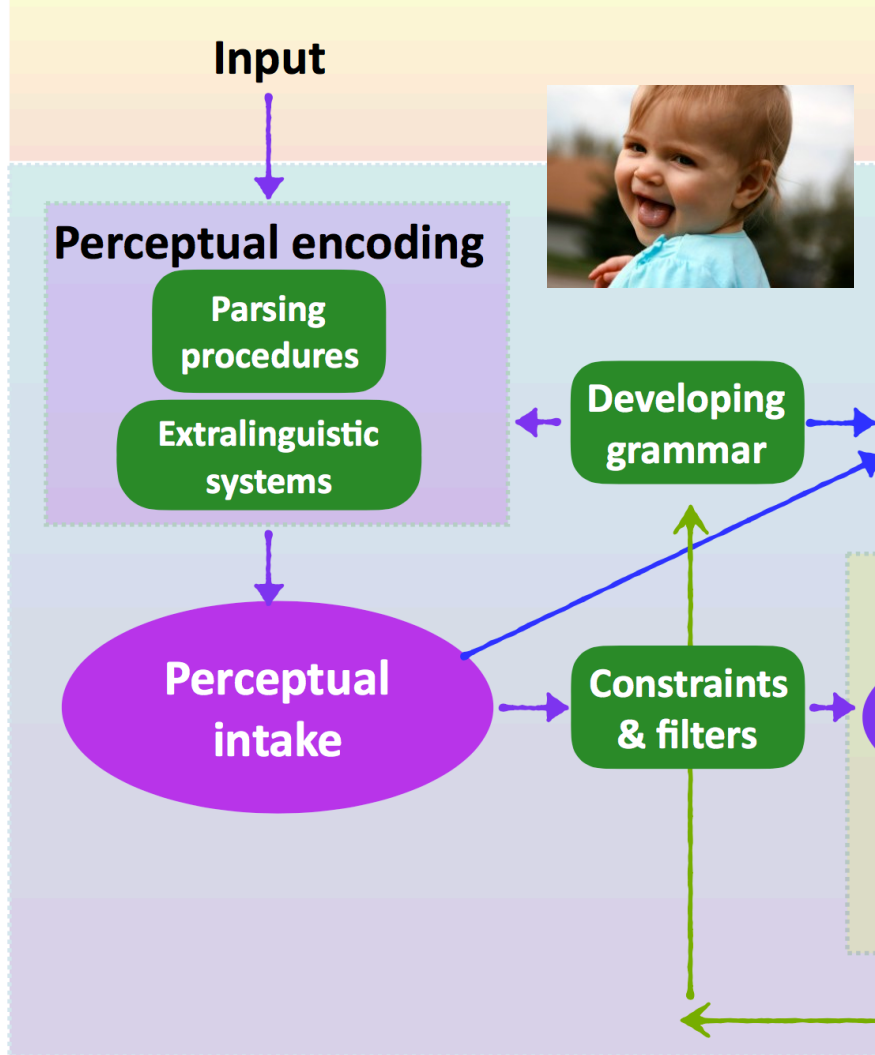 Input
Perceptual encoding
Parsing
procedures
Extralinguistic
systems
Developing
grammar
Perceptual
intake
Constraints
& filters